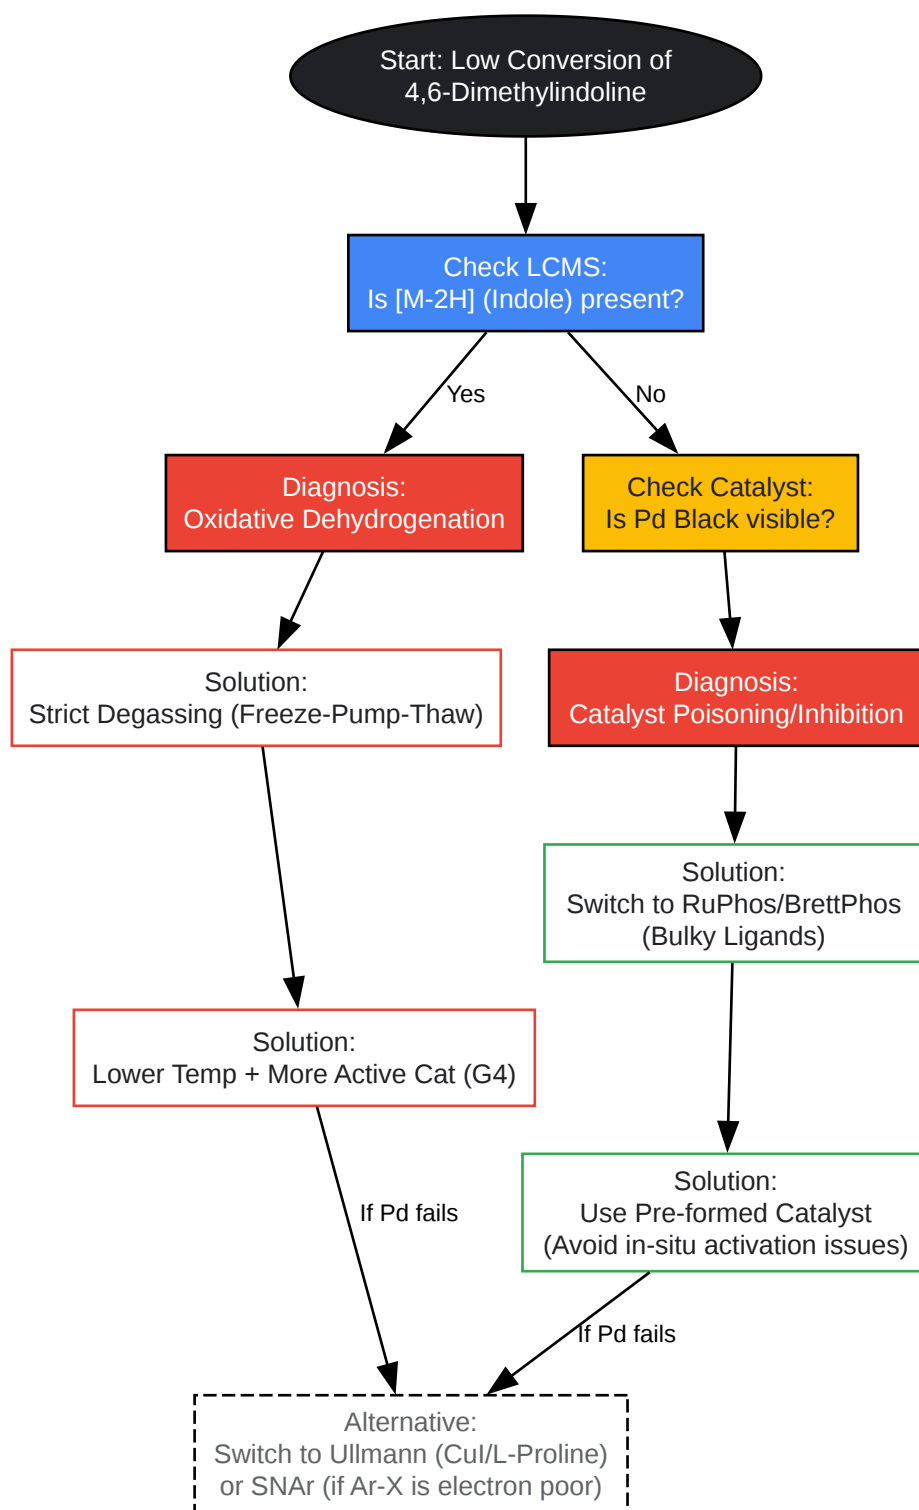 Start: Low Conversion of
4,6-Dimethylindoline
Check LCMS:
Is [M-2H] (Indole) present?
Yes
No
Diagnosis:
Oxidative Dehydrogenation
Check Catalyst:
Is Pd Black visible?
Solution:
Strict Degassing (Freeze-Pump-Thaw)
Diagnosis:
Catalyst Poisoning/Inhibition
Solution:
Switch to RuPhos/BrettPhos
(Bulky Ligands)
Solution:
Lower Temp + More Active Cat (G4)
Solution:
Use Pre-formed Catalyst
(Avoid in-situ activation issues)
If Pd fails
If Pd fails
Alternative:
Switch to Ullmann (CuI/L-Proline)
or SNAr (if Ar-X is electron poor)